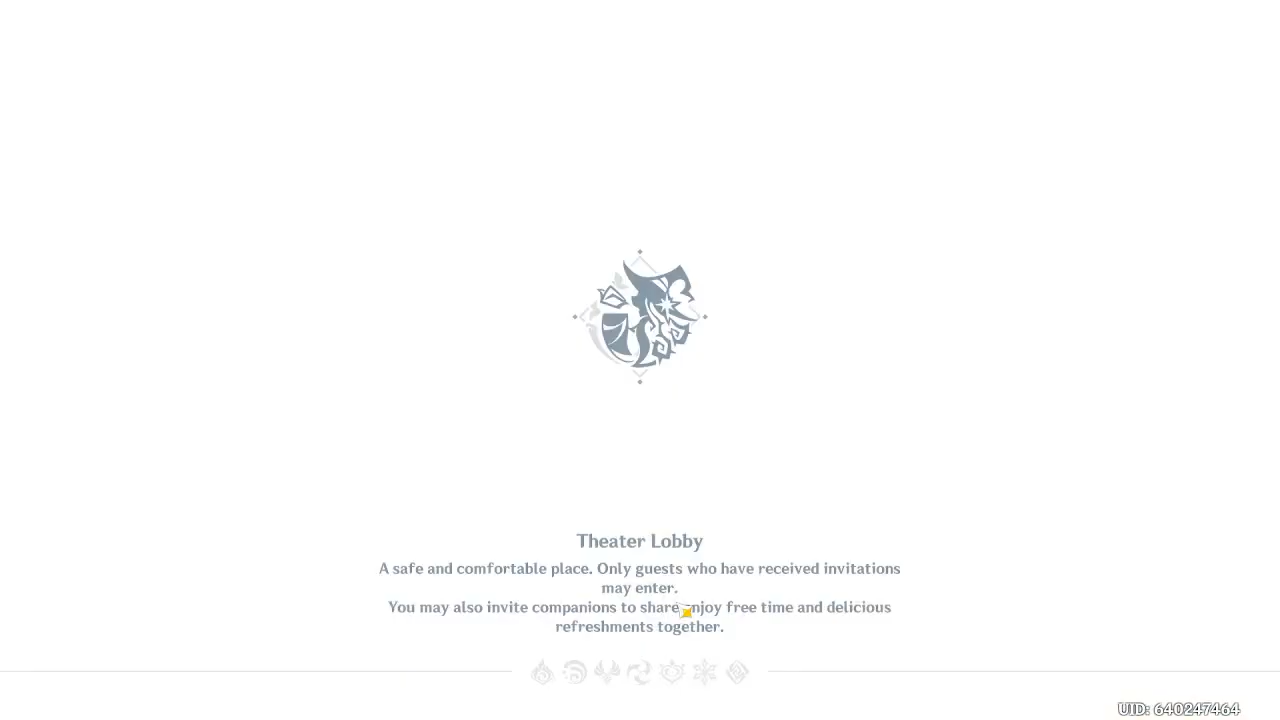 Theater Lobby
A safe and comfortable place. Only guests who have received invitations
may enter.
You may also invite companions to share enjoy free time and delicious
refreshments together.
UID: 640247464